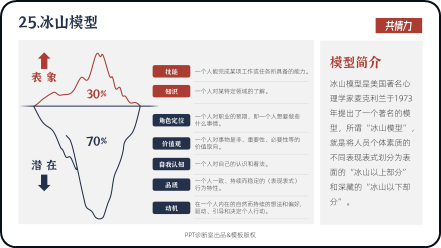 25.冰山模型
共情力
表 象
30%
70%
潜 在
技能
一个人能完成某项工作或任务所具备的能力。
知识
一个人对某特定领域的了解。
角色定位
一个人对职业的预期，即一个人想要做些
什么事情。
价值观
一个人对事物是非、重要性、必要性等的
价值取向。
自我认知
一个人对自己的认识和看法。
品质
一个人一致、持续而稳定的（表现表式）
行为特性。
动机
在一个人内在的自然而持续的想法和偏好,
驱动、引导和决定个人行动。
模型简介
冰山模型是美国著名心
理学家麦克利兰于1973
年提出了一个著名的模
型，所谓“冰山模型”，
就是将人员个体素质的
不同表现表式划分为表
面的“冰山以上部分”
和深藏的“冰山以下部
分”。
PPT诊断室出品&模板版权